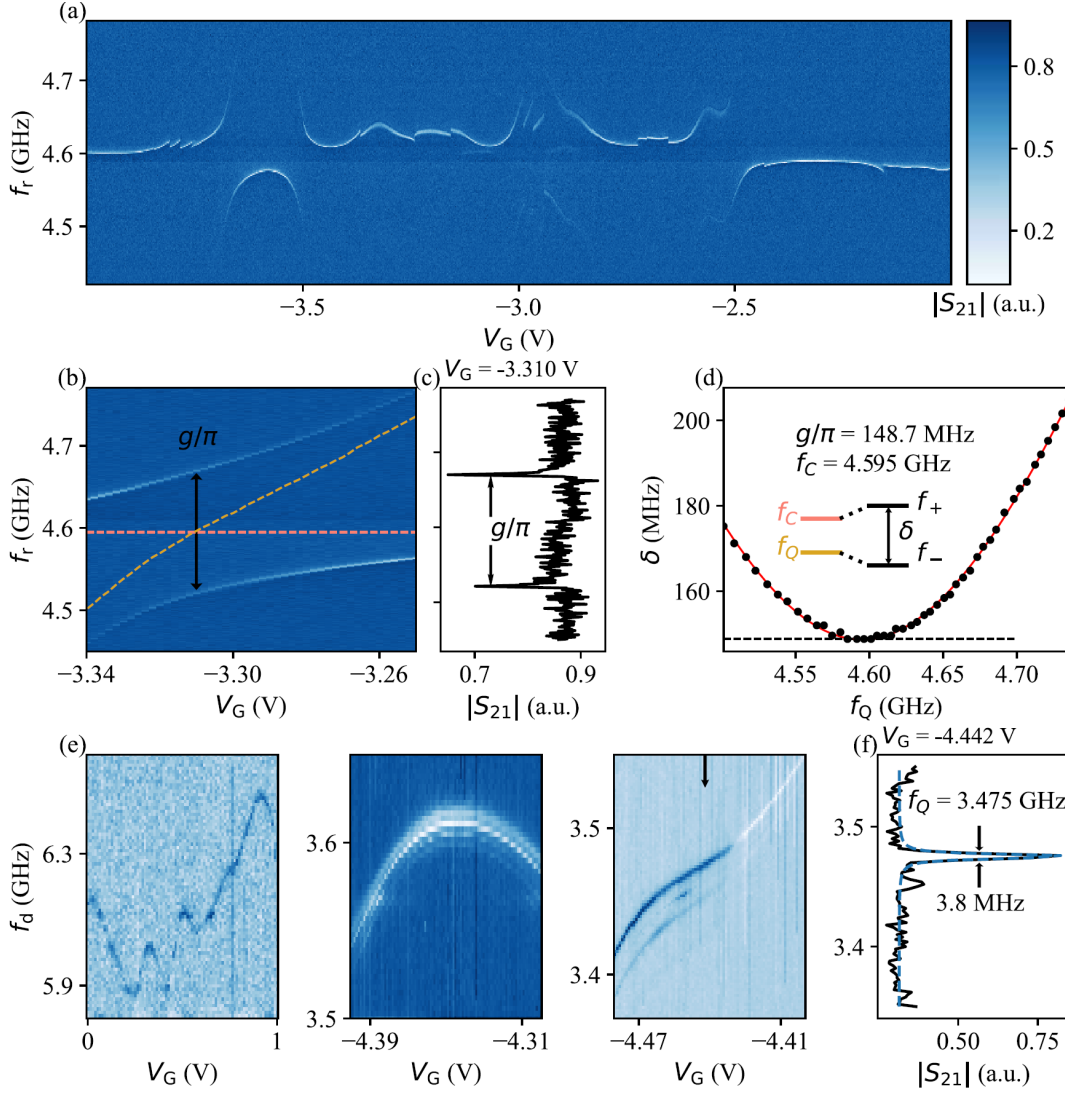 (a)
4.7
4.6
4.5
f_r (GHz)
−3.5
−3.0
−2.5
V_G (V)
0.8
0.5
0.2
|S_21| (a.u.)
(b)
g/π
4.7
4.6
4.5
f_r (GHz)
−3.34
−3.30
−3.26
V_G (V)
(c)
V_G = -3.310 V
g/π
0.7
0.9
|S_21| (a.u.)
(d)
g/π = 148.7 MHz
f_C = 4.595 GHz
f_C
f_Q
f_+
δ
f_−
200
180
160
δ (MHz)
4.55
4.60
4.65
4.70
f_Q (GHz)
(e)
6.3
5.9
f_d (GHz)
0
1
V_G (V)
3.6
3.5
−4.39
−4.31
V_G (V)
3.5
3.4
−4.47
−4.41
V_G (V)
(f)
V_G = -4.442 V
f_Q = 3.475 GHz
3.8 MHz
3.5
3.4
0.50
0.75
|S_21| (a.u.)